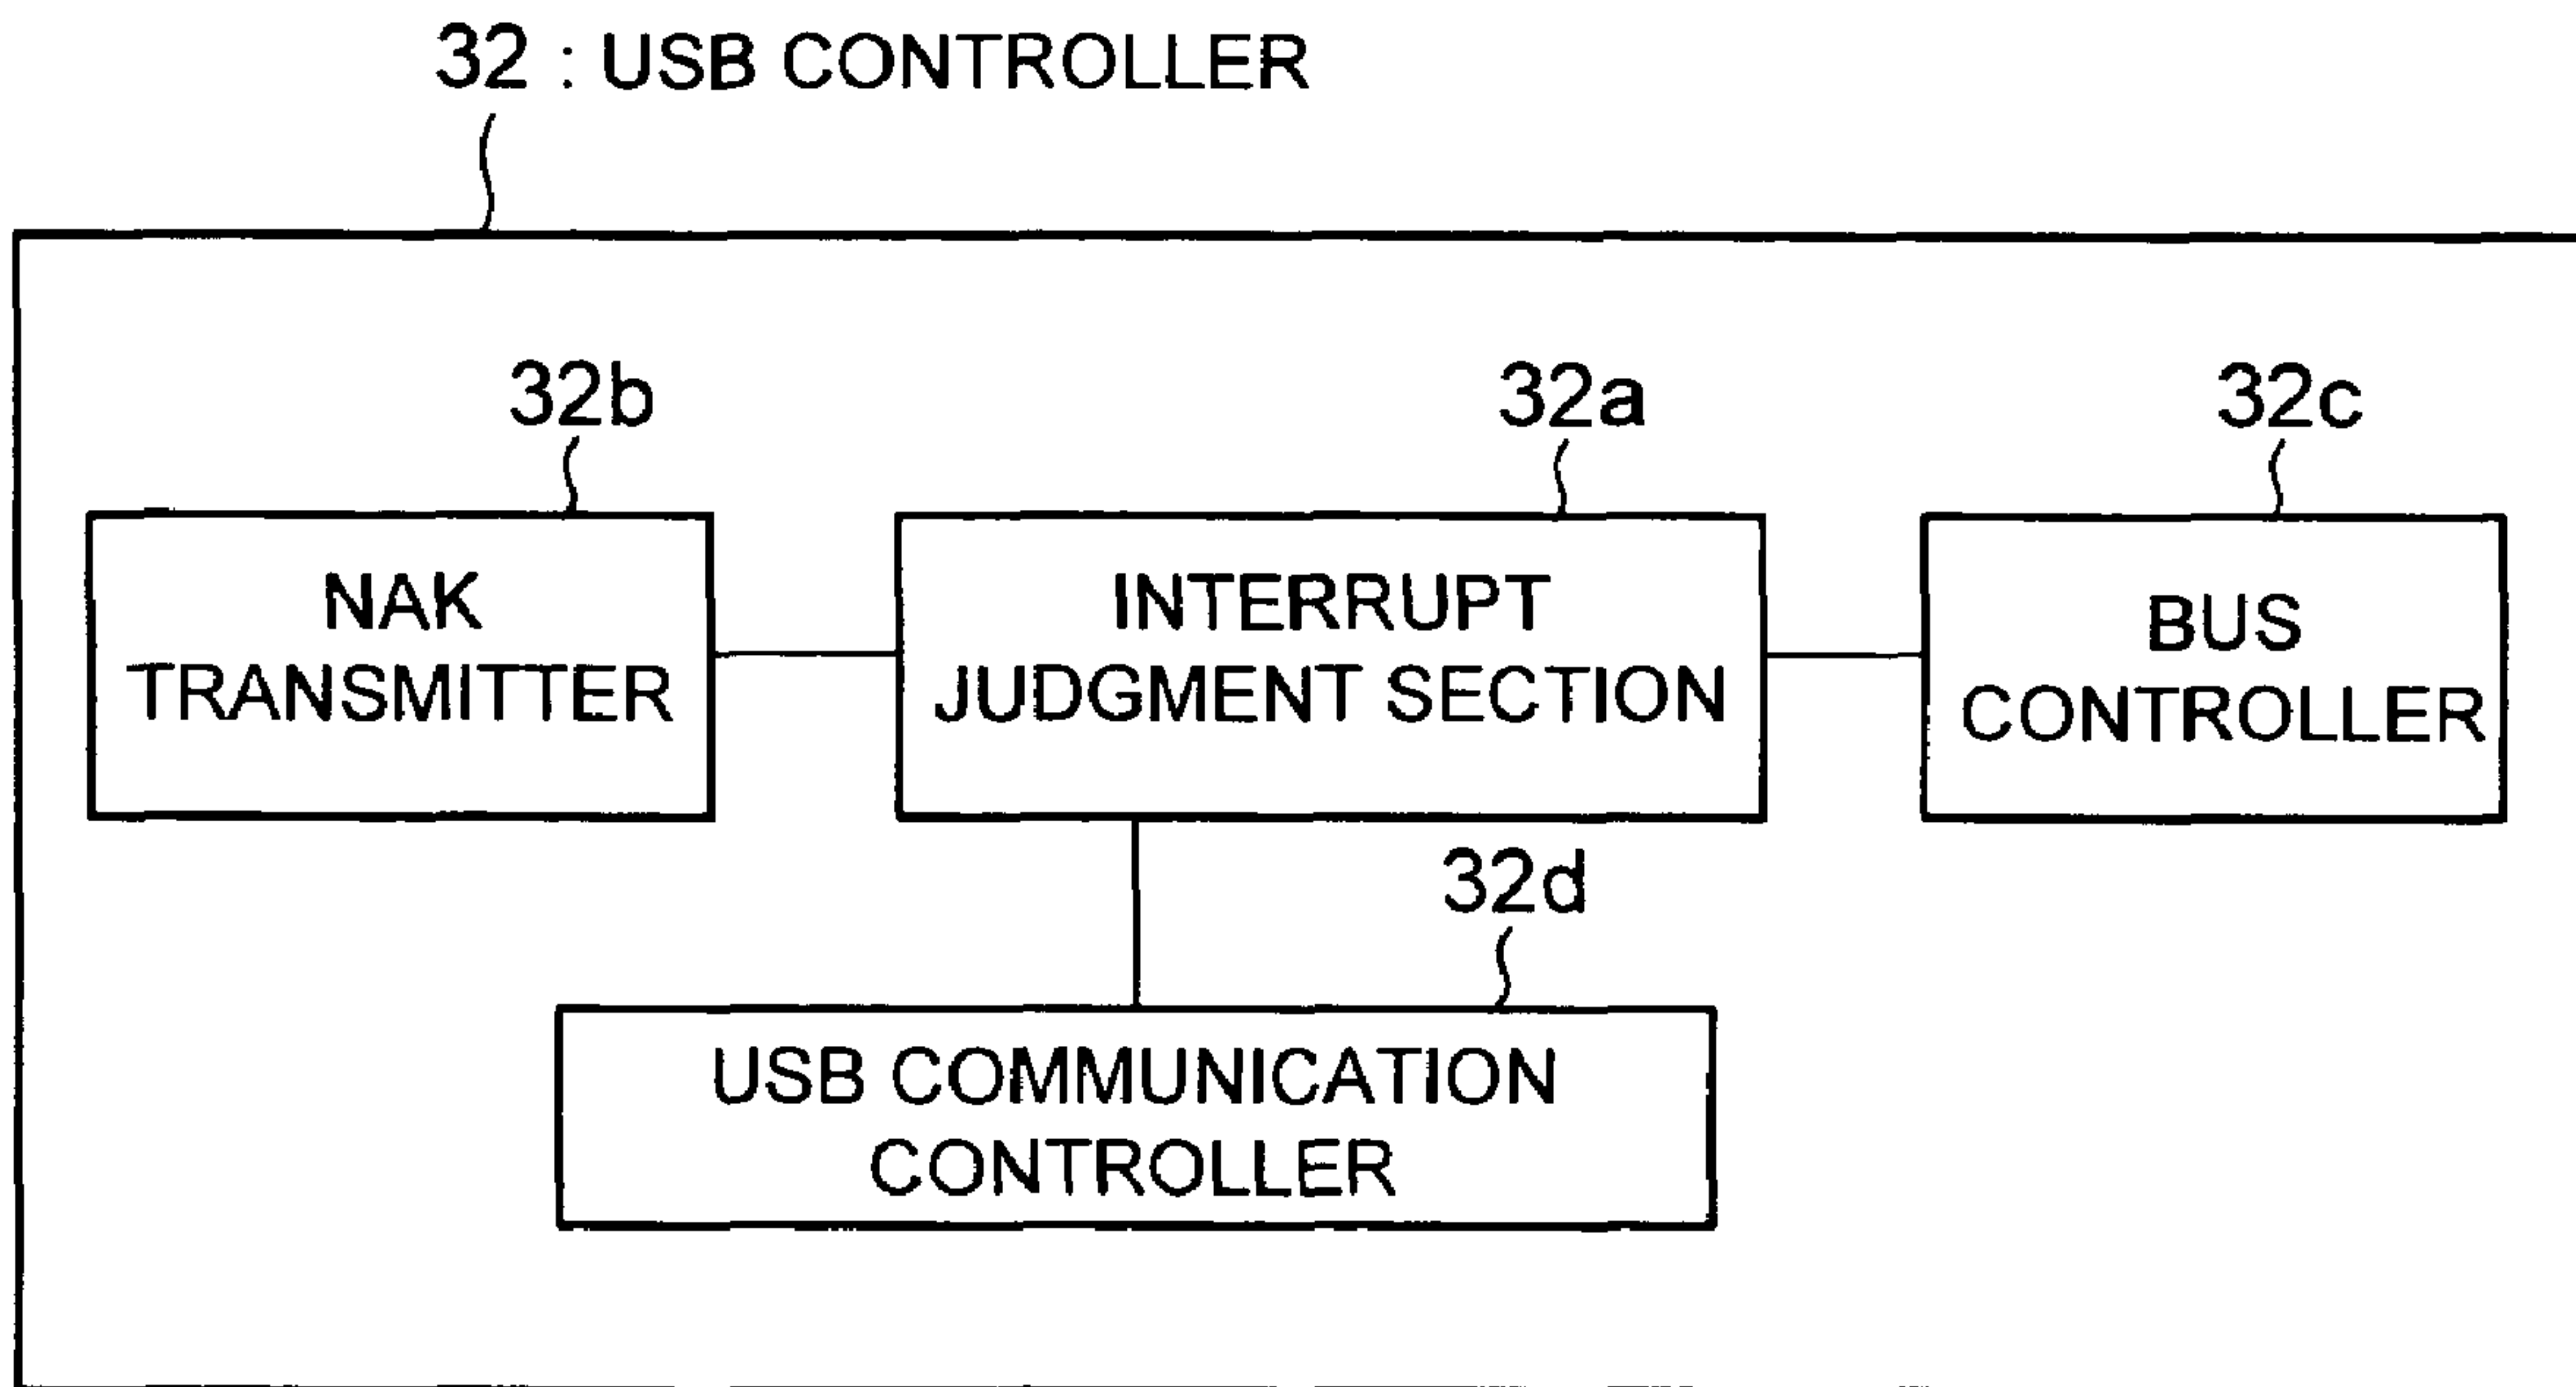 32 : USB CONTROLLER
32b
32a
32c
NAK
TRANSMITTER
INTERRUPT
JUDGMENT SECTION
BUS
CONTROLLER
32d
USB COMMUNICATION
CONTROLLER